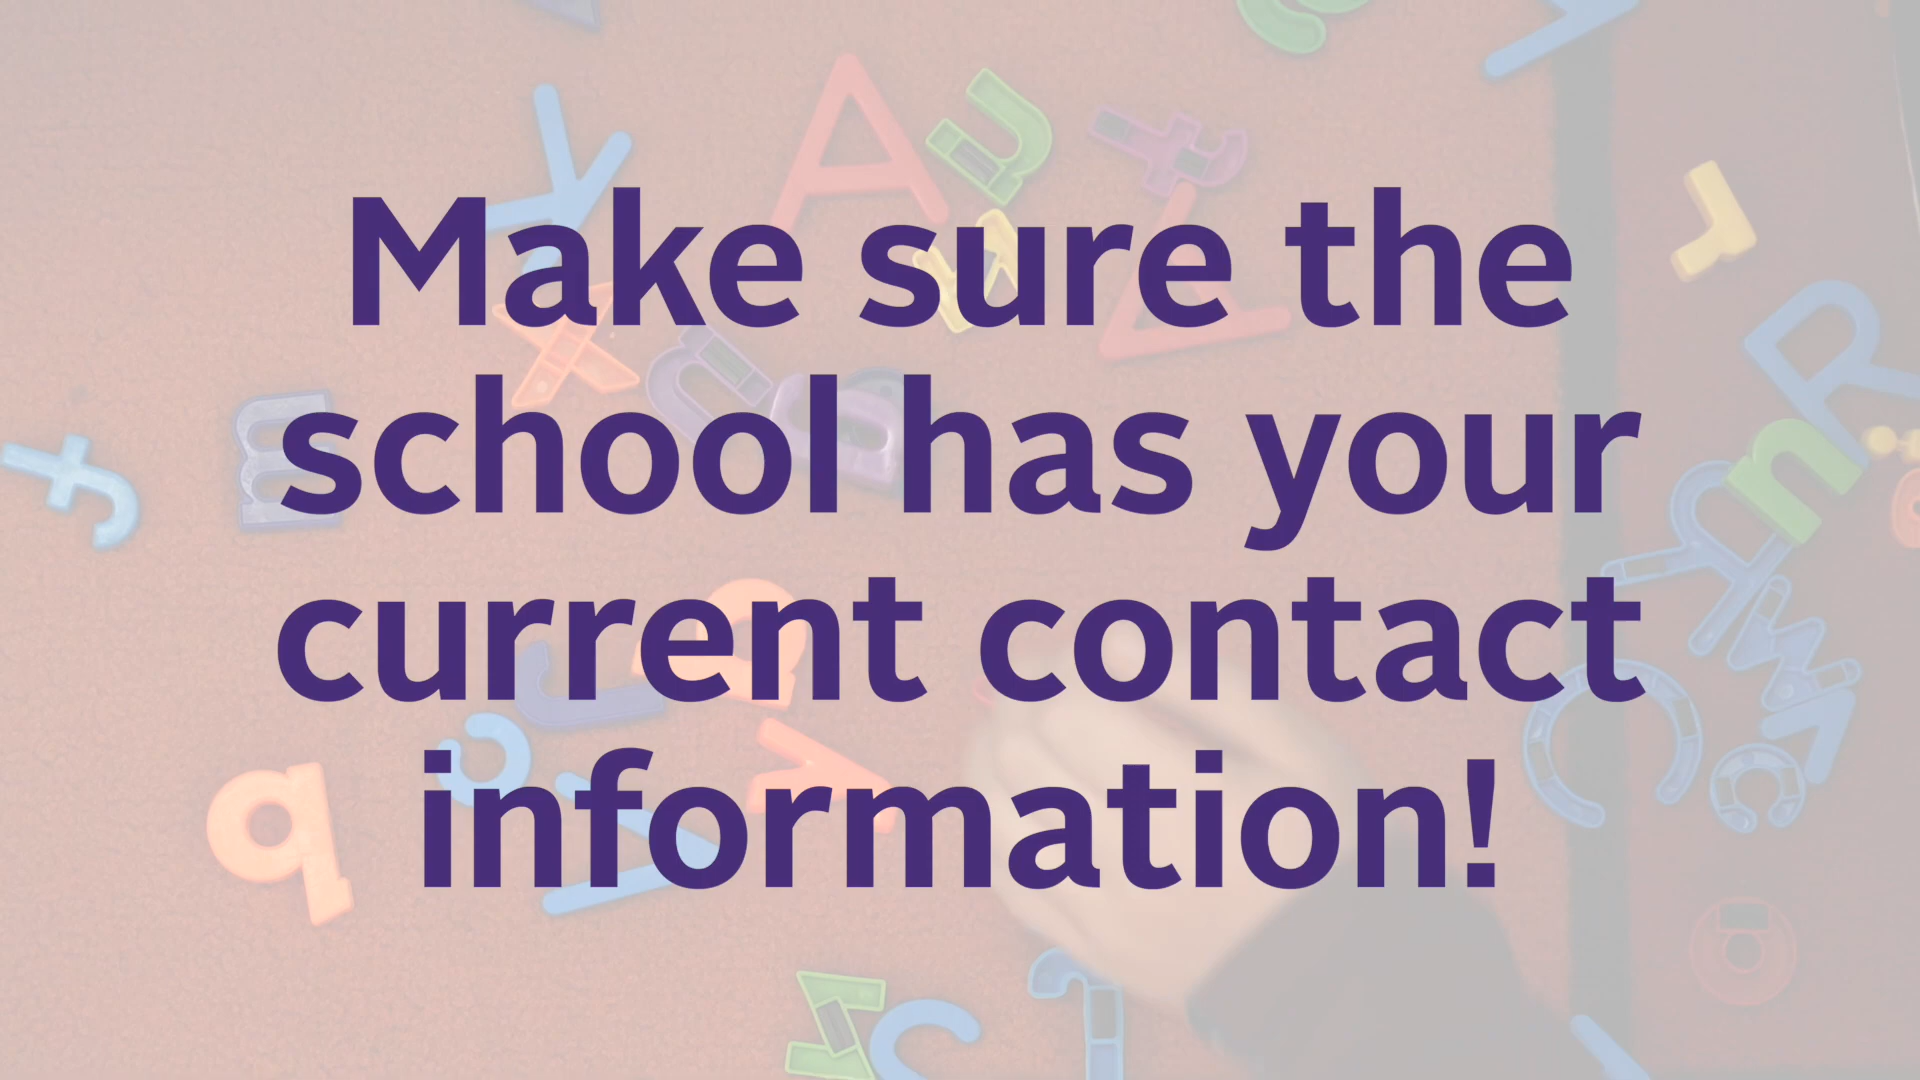 Make sure the
school has your
current contact
information!